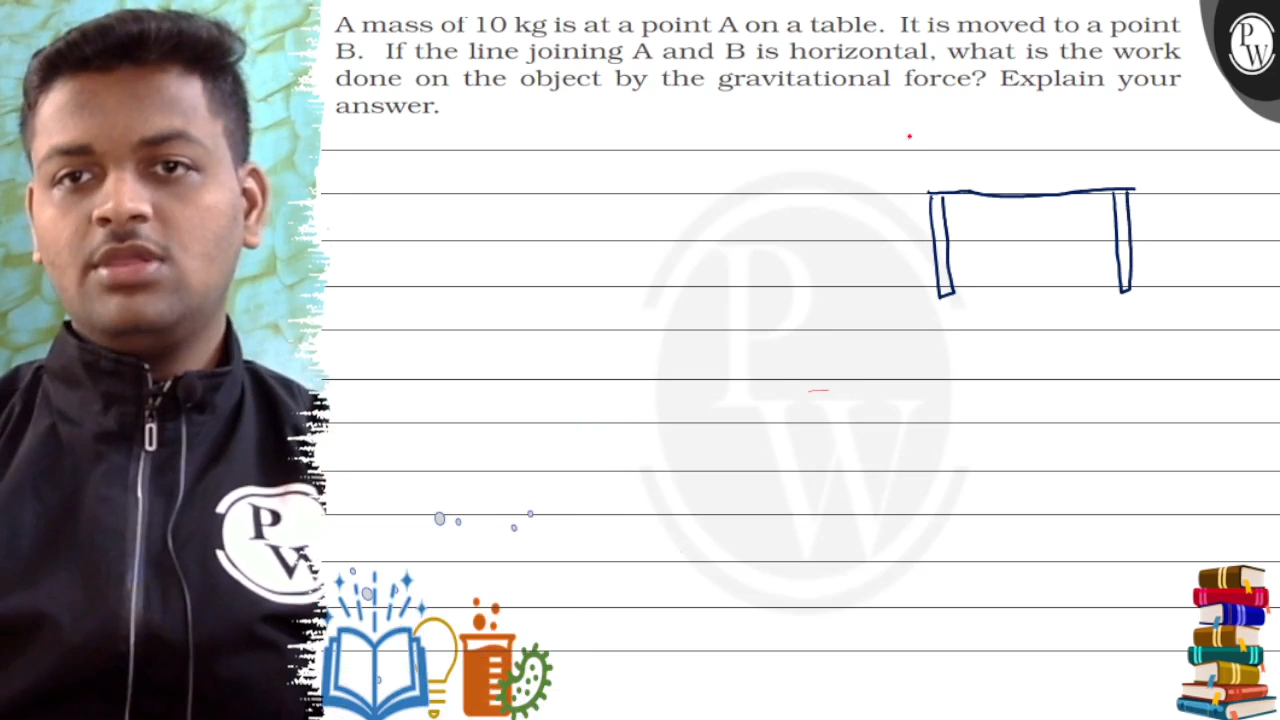 A mass of 10 kg is at a point A on a table. It is moved to a point
B. If the line joining A and B is horizontal, what is the work
done on the object by the gravitational force? Explain your
answer.
P
W
P
W
P
W